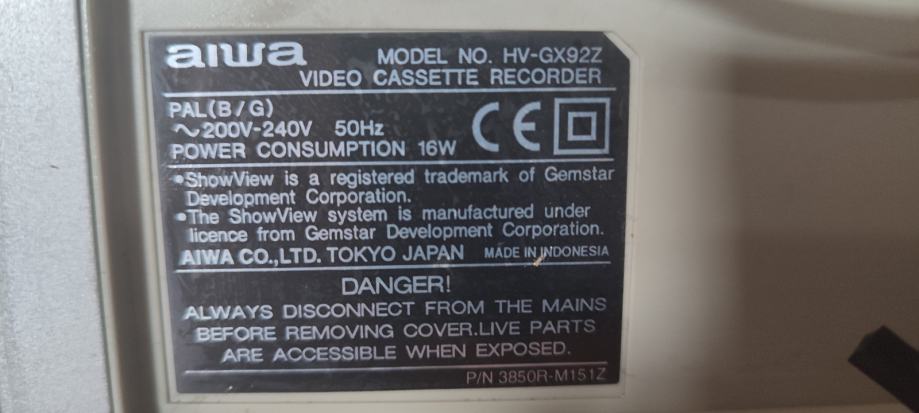 aiwa MODEL NO. HV-GX92Z
VIDEO CASSETTE RECORDER
PAL(B/G)
~200V-240V 50Hz
POWER CONSUMPTION 16W
CE
•ShowView is a registered trademark of Gemstar
Development Corporation.
•The ShowView system is manufactured under
licence from Gemstar Development Corporation.
AIWA CO.,LTD. TOKYO JAPAN MADE IN INDONESIA
DANGER!
ALWAYS DISCONNECT FROM THE MAINS
BEFORE REMOVING COVER.LIVE PARTS
ARE ACCESSIBLE WHEN EXPOSED.
P/N 3850R-M151Z